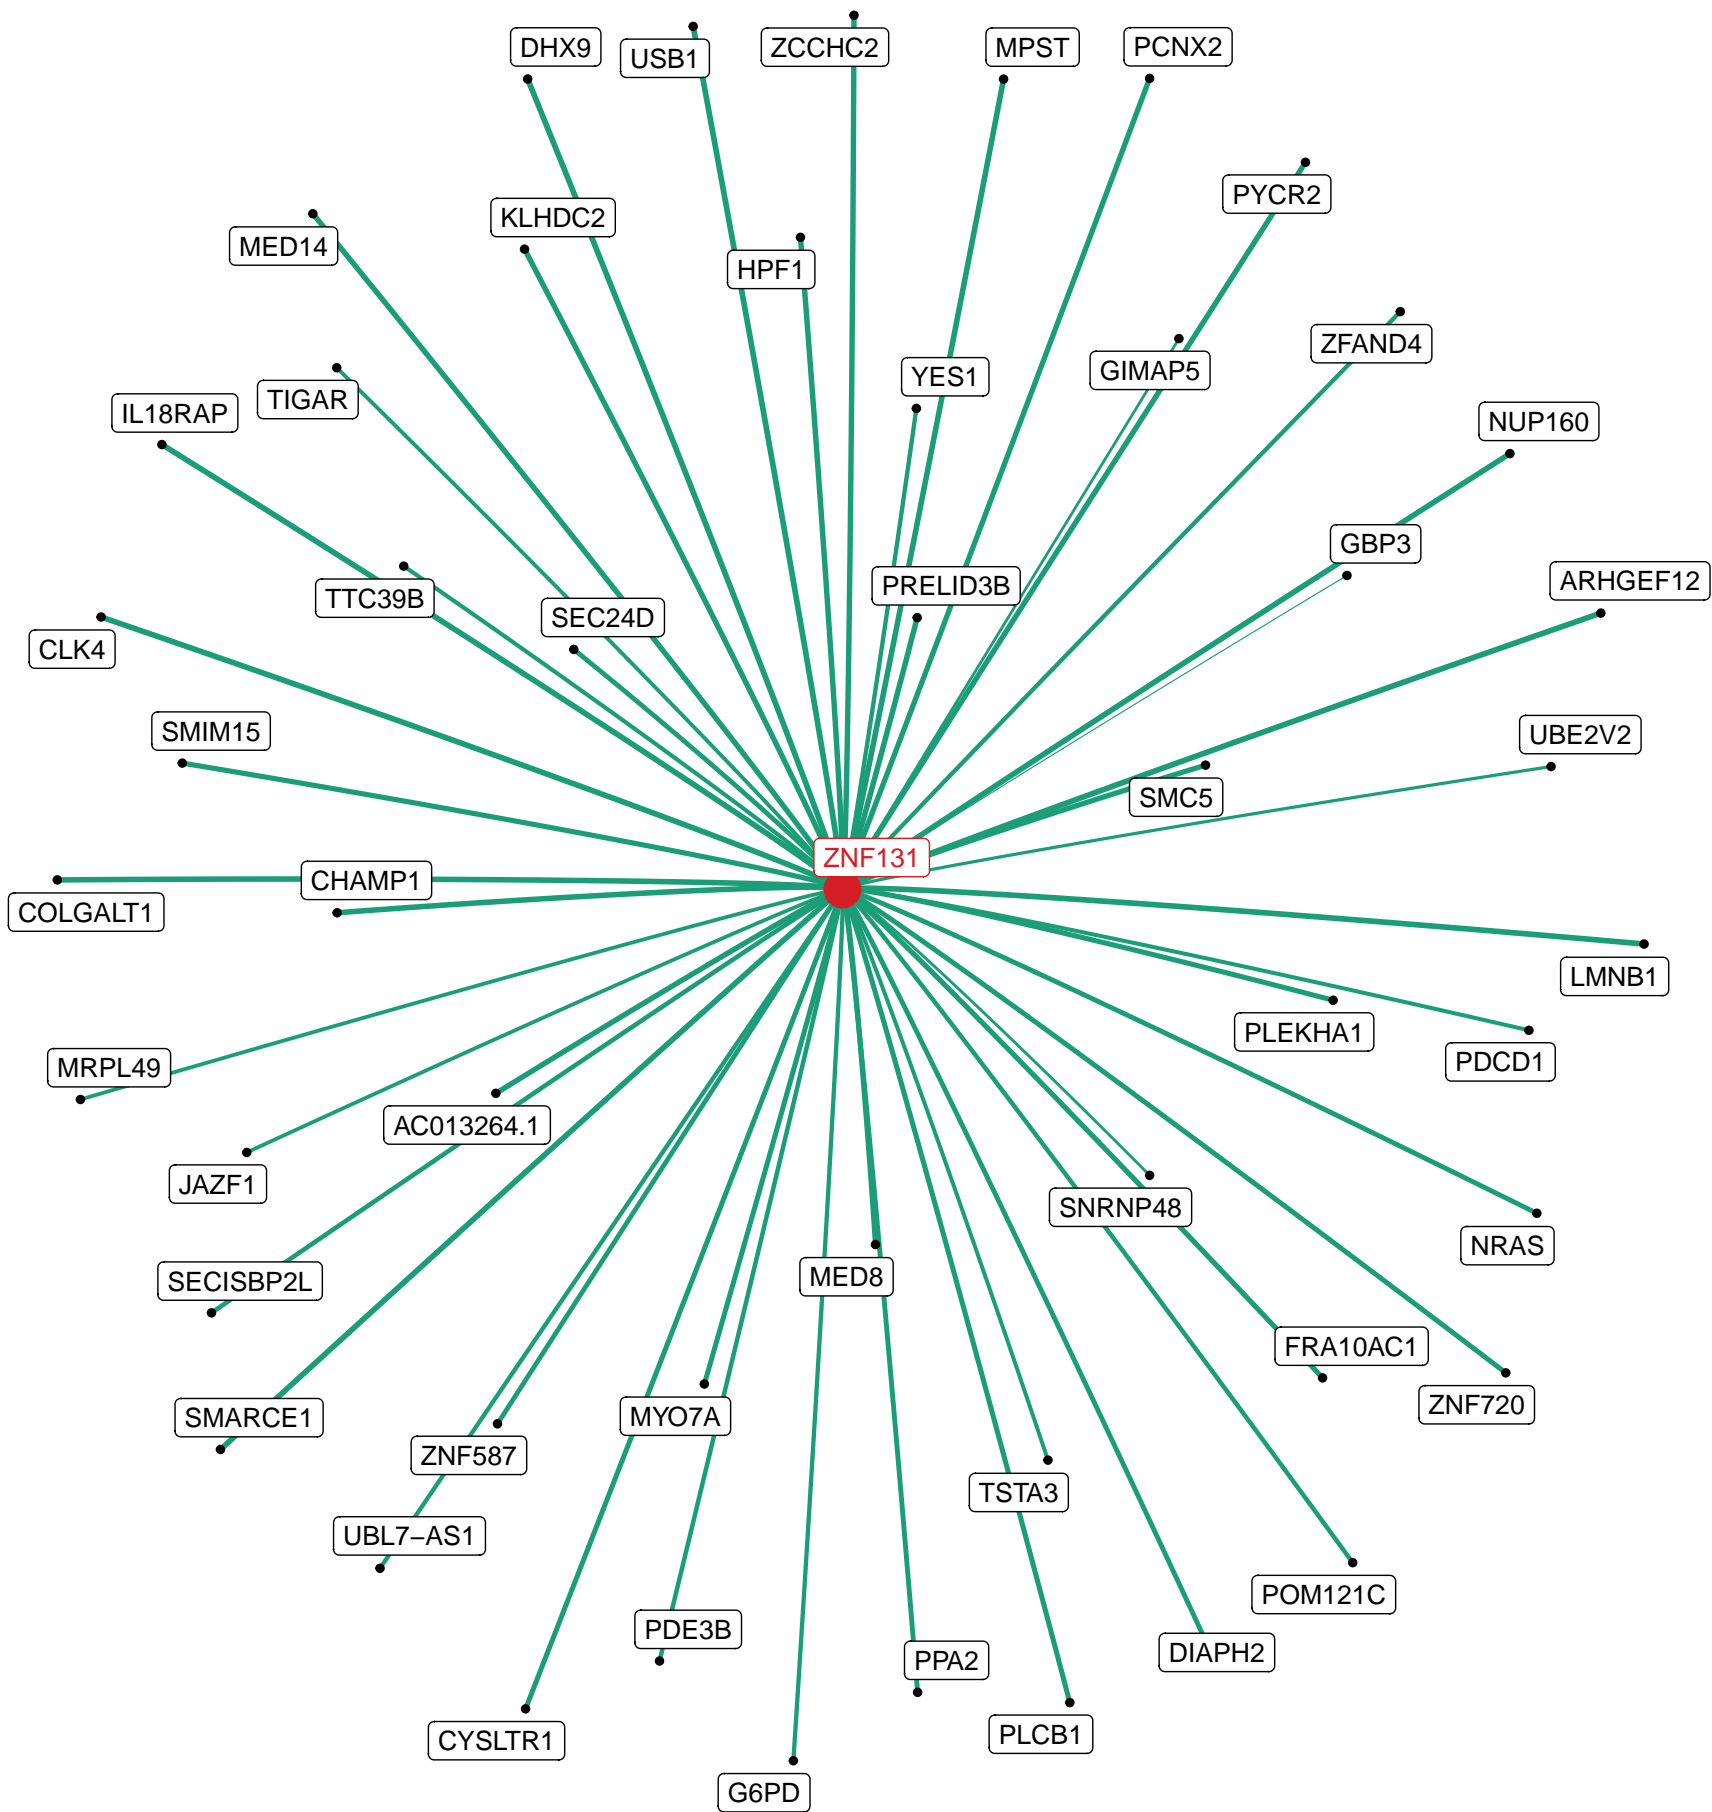 DHX9
USB1
ZCCHC2
MPST
PCNX2
PYCR2
KLHDC2
MED14
HPF1
ZFAND4
GIMAP5
YES1
TIGAR
IL18RAP
NUP160
GBP3
ARHGEF12
PRELID3B
TTC39B
SEC24D
CLK4
SMIM15
UBE2V2
SMC5
ZNF131
CHAMP1
COLGALT1
LMNB1
PLEKHA1
PDCD1
MRPL49
AC013264.1
JAZF1
SNRNP48
NRAS
SECISBP2L
MED8
FRA10AC1
ZNF720
SMARCE1
MYO7A
ZNF587
TSTA3
UBL7−AS1
POM121C
PDE3B
DIAPH2
PPA2
PLCB1
CYSLTR1
G6PD